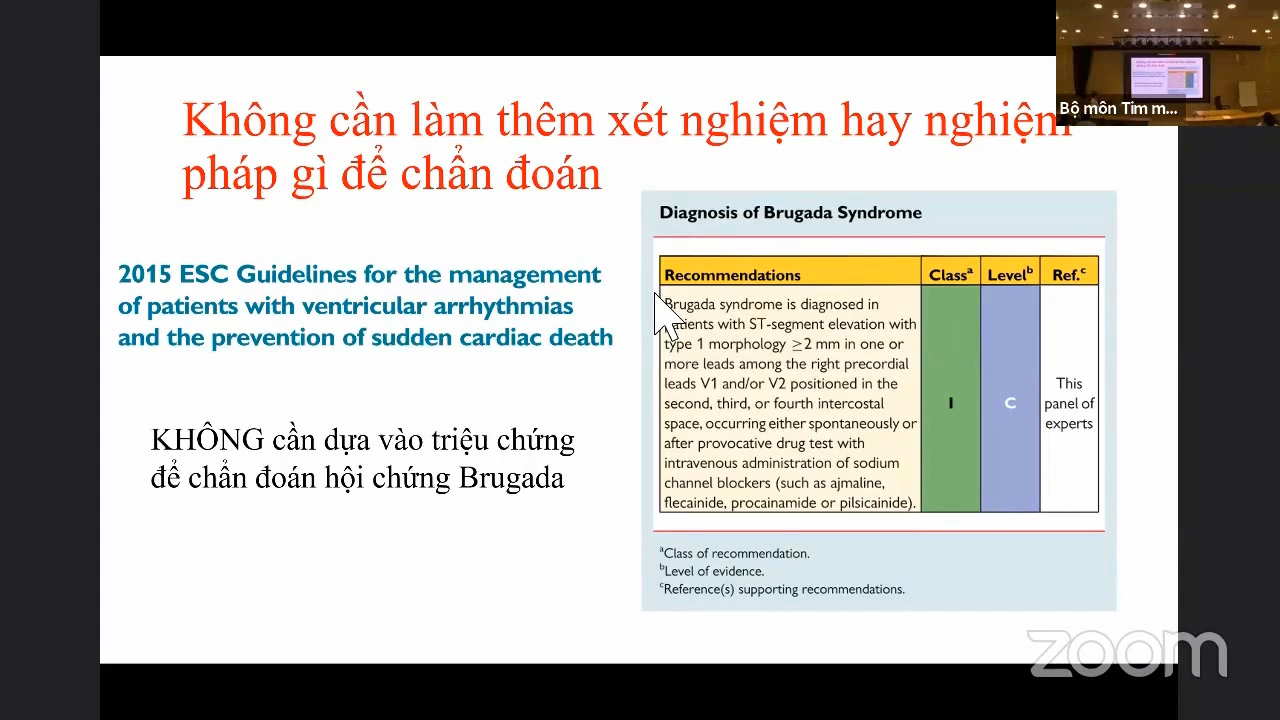 Không cần làm thêm xét nghiệm hay nghiệm
pháp gì để chẩn đoán
Bộ môn Tim m...
2015 ESC Guidelines for the management
of patients with ventricular arrhythmias
and the prevention of sudden cardiac death
KHÔNG cần dựa vào triệu chứng
để chẩn đoán hội chứng Brugada
Diagnosis of Brugada Syndrome
Recommendations Classᵃ Levelᵇ Ref.ᶜ
Brugada syndrome is diagnosed in
patients with ST-segment elevation with
type 1 morphology ≥2 mm in one or
more leads among the right precordial
leads V1 and/or V2 positioned in the
second, third, or fourth intercostal
space, occurring either spontaneously or
after provocative drug test with
intravenous administration of sodium
channel blockers (such as ajmaline,
flecainide, procainamide or pilsicainide).
I
C
This
panel of
experts
ᵃClass of recommendation.
ᵇLevel of evidence.
ᶜReference(s) supporting recommendations.
zoom